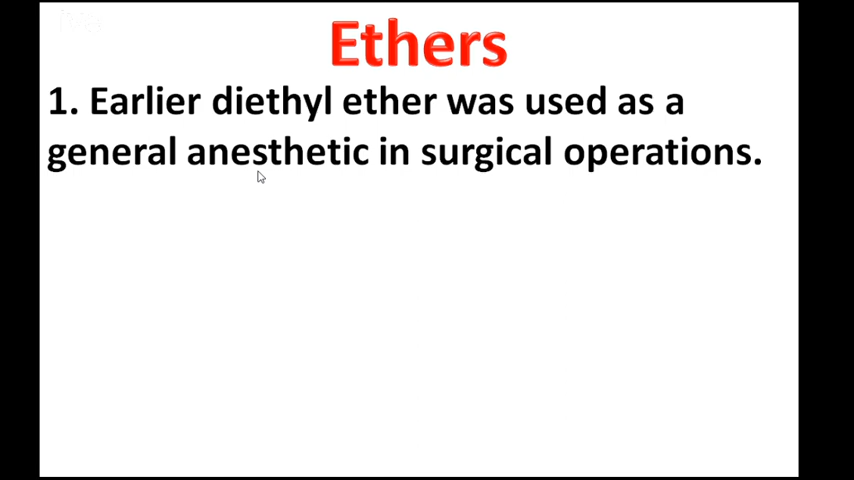 Ethers
1. Earlier diethyl ether was used as a
general anesthetic in surgical operations.